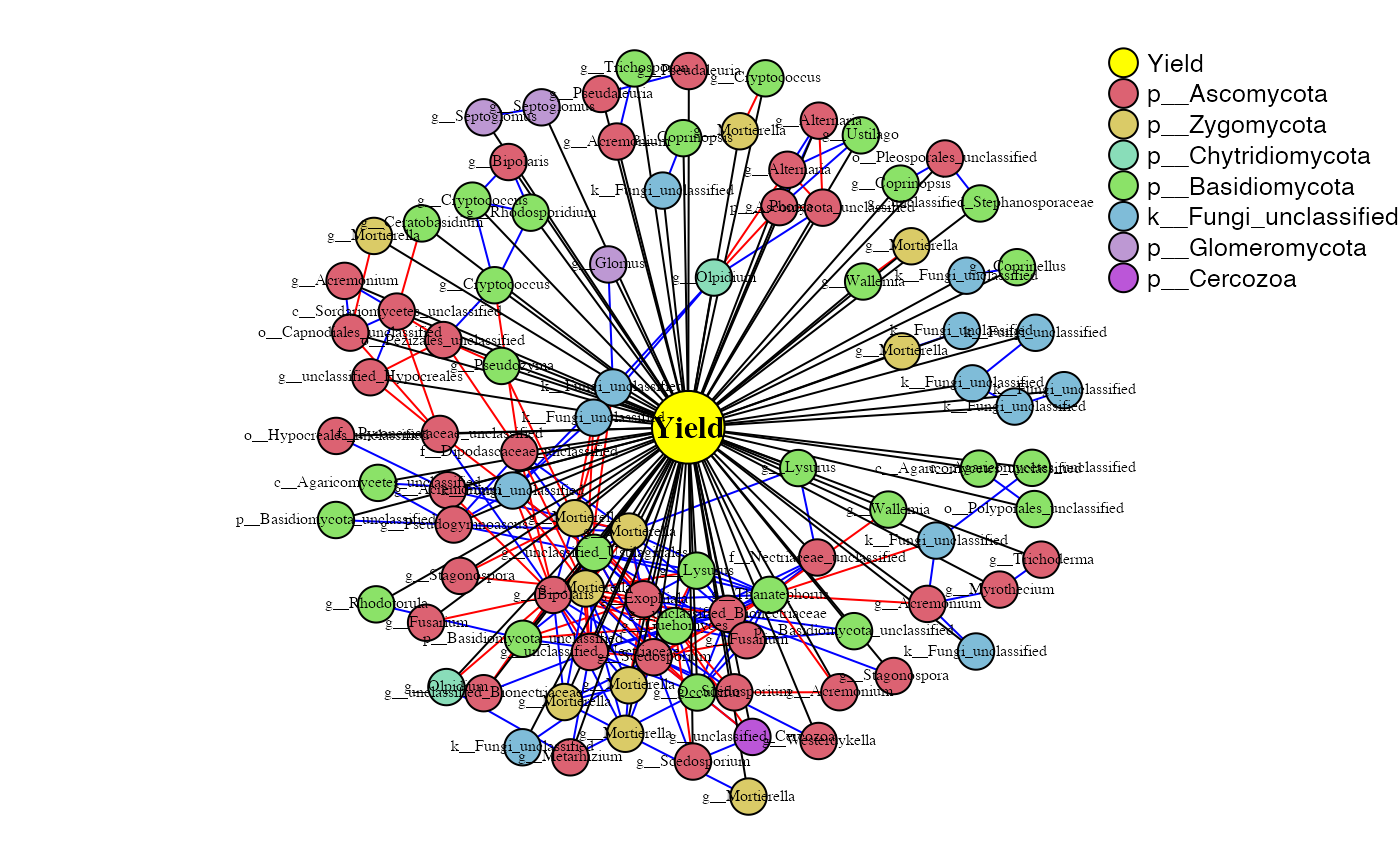 Yield
p__Ascomycota
p__Zygomycota
p__Chytridiomycota
p__Basidiomycota
k__Fungi_unclassified
p__Glomeromycota
p__Cercozoa
g__Trichosporon
g__Pseudaleuria
g__Cryptococcus
g__Pseudaleuria
g__Septoglomus
g__Septoglomus
g__Alternaria
g__Mortierella
g__Ustilago
g__Coprinopsis
g__Acremonium
g__Bipolaris
o__Pleosporales_unclassified
g__Alternaria
g__Coprinopsis
k__Fungi_unclassified
g__Cryptococcus
g__unclassified_Stephanosporaceae
g__Phoma
p__Ascomycota_unclassified
g__Rhodosporidium
g__Ceratobasidium
g__Mortierella
g__Mortierella
g__Glomus
g__Coprinellus
k__Fungi_unclassified
g__Olpidium
g__Acremonium
g__Wallemia
g__Cryptococcus
c__Sordariomycetes_unclassified
k__Fungi_unclassified
k__Fungi_unclassified
o__Capnodiales_unclassified
o__Pezizales_unclassified
g__Mortierella
g__Pseudozyma
g__unclassified_Hypocreales
k__Fungi_unclassified
k__Fungi_unclassified
k__Fungi_unclassified
k__Fungi_unclassified
k__Fungi_unclassified
Yield
o__Hypocreales_unclassified
f__Pyronemataceae_unclassified
f__Dipodascaceae_unclassified
g__Lysurus
c__Agaricomycetes_unclassified
c__Agaricomycetes_unclassified
c__Agaricomycetes_unclassified
g__Acremonium
k__Fungi_unclassified
g__Wallemia
o__Polyporales_unclassified
p__Basidiomycota_unclassified
g__Pseudogymnoascus
g__Mortierella
g__Mortierella
k__Fungi_unclassified
g__unclassified_Ustilaginales
f__Nectriaceae_unclassified
g__Trichoderma
g__Lysurus
g__Stagonospora
g__Myrothecium
g__Mortierella
g__Bipolaris
g__Exophiala
g__Thanatephorus
g__Rhodotorula
g__Acremonium
g__unclassified_Bionectriaceae
g__Fusarium
g__Guehomyces
p__Basidiomycota_unclassified
p__Basidiomycota_unclassified
g__Fusarium
k__Fungi_unclassified
g__Scedosporium
g__Stagonospora
g__Olpidium
g__Mortierella
g__unclassified_Bionectriaceae
g__Scedosporium
g__Acremonium
g__Mortierella
g__Mortierella
g__unclassified_Cercozoa
g__Westerdykella
k__Fungi_unclassified
g__Metarhizium
g__Scedosporium
g__Mortierella